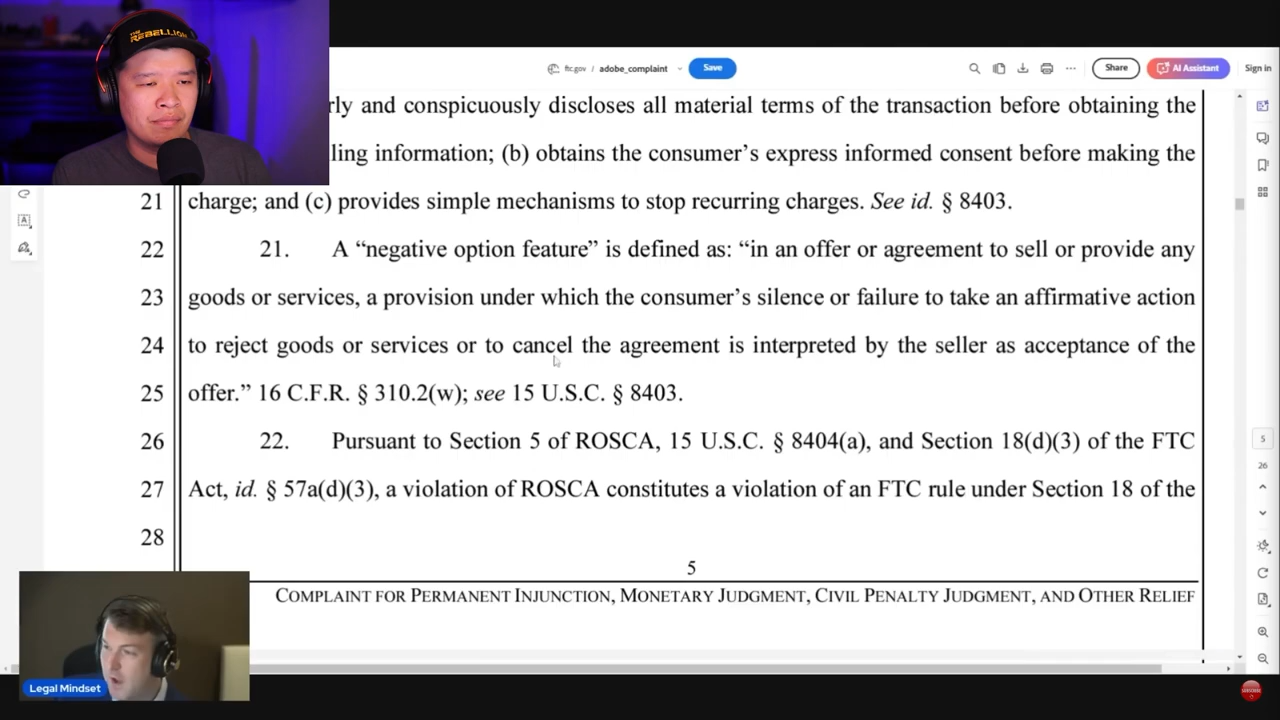 THE
REBELLION
ftc.gov / adobe_complaint
Save
Share
AI Assistant
Sign in
rly and conspicuously discloses all material terms of the transaction before obtaining the
ling information; (b) obtains the consumer’s express informed consent before making the
21 charge; and (c) provides simple mechanisms to stop recurring charges. See id. § 8403.
22 21. A “negative option feature” is defined as: “in an offer or agreement to sell or provide any
23 goods or services, a provision under which the consumer’s silence or failure to take an affirmative action
24 to reject goods or services or to cancel the agreement is interpreted by the seller as acceptance of the
25 offer.” 16 C.F.R. § 310.2(w); see 15 U.S.C. § 8403.
26 22. Pursuant to Section 5 of ROSCA, 15 U.S.C. § 8404(a), and Section 18(d)(3) of the FTC
27 Act, id. § 57a(d)(3), a violation of ROSCA constitutes a violation of an FTC rule under Section 18 of the
28
5
COMPLAINT FOR PERMANENT INJUNCTION, MONETARY JUDGMENT, CIVIL PENALTY JUDGMENT, AND OTHER RELIEF
5
26
Legal Mindset
SUBSCRIBE